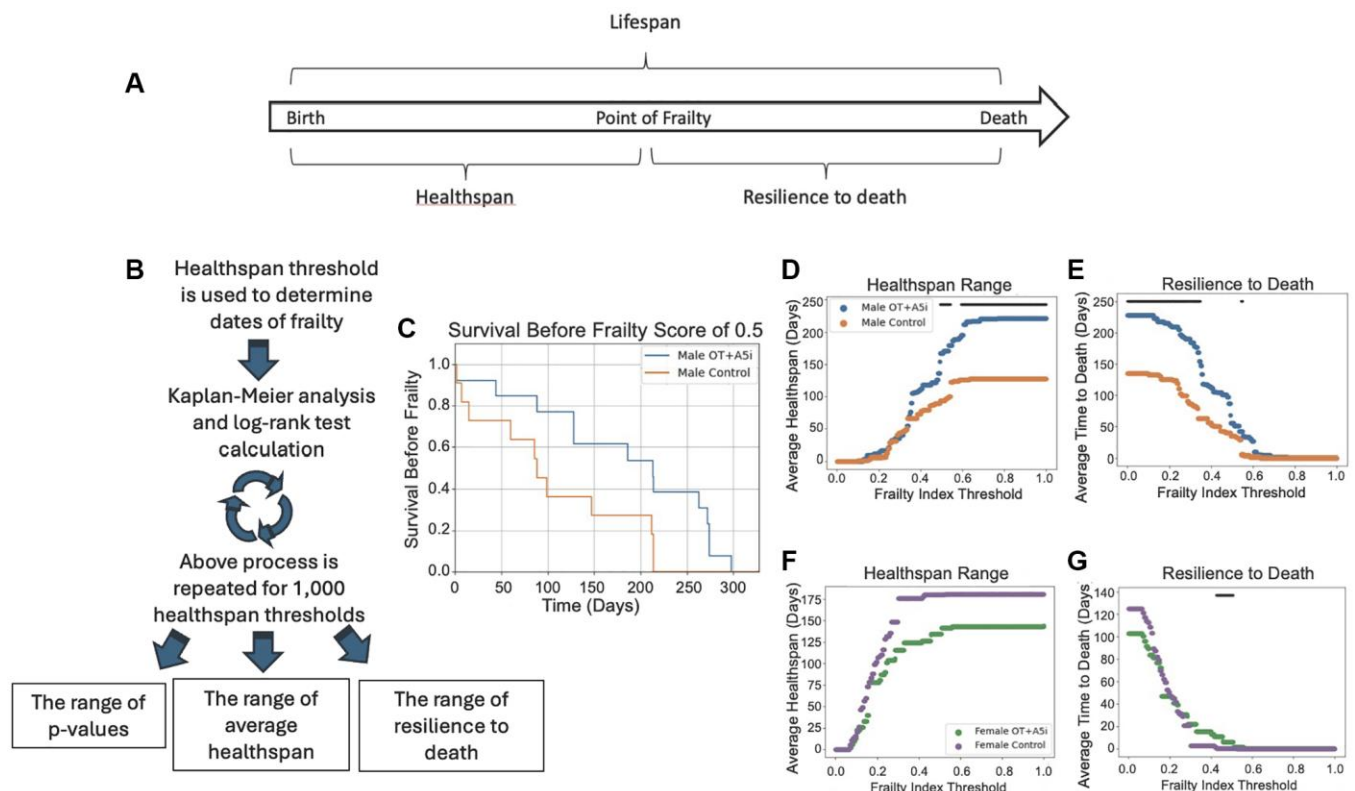 Lifespan
A
Birth
Point of Frailty
Death
Healthspan
Resilience to death
B
Healthspan threshold
is used to determine
dates of frailty
Kaplan-Meier analysis
and log-rank test
calculation
Above process is
repeated for 1,000
healthspan thresholds
The range of
p-values
The range of
average
healthspan
The range of
resilience to
death
C
Survival Before Frailty Score of 0.5
Male OT+A5i
Male Control
Survival Before Frailty
1.0
0.8
0.6
0.4
0.2
0.0
0
50
100
150
200
250
300
Time (Days)
D
Healthspan Range
Male OT+A5i
Male Control
Average Healthspan (Days)
250
200
150
100
50
0
0.0
0.2
0.4
0.6
0.8
1.0
Frailty Index Threshold
E
Resilience to Death
Average Time to Death (Days)
250
200
150
100
50
0
0.0
0.2
0.4
0.6
0.8
1.0
Frailty Index Threshold
F
Healthspan Range
Average Healthspan (Days)
175
150
125
100
75
50
25
0
Female OT+A5i
Female Control
0.0
0.2
0.4
0.6
0.8
1.0
Frailty Index Threshold
G
Resilience to Death
Average Time to Death (Days)
140
120
100
80
60
40
20
0
0.0
0.2
0.4
0.6
0.8
1.0
Frailty Index Threshold